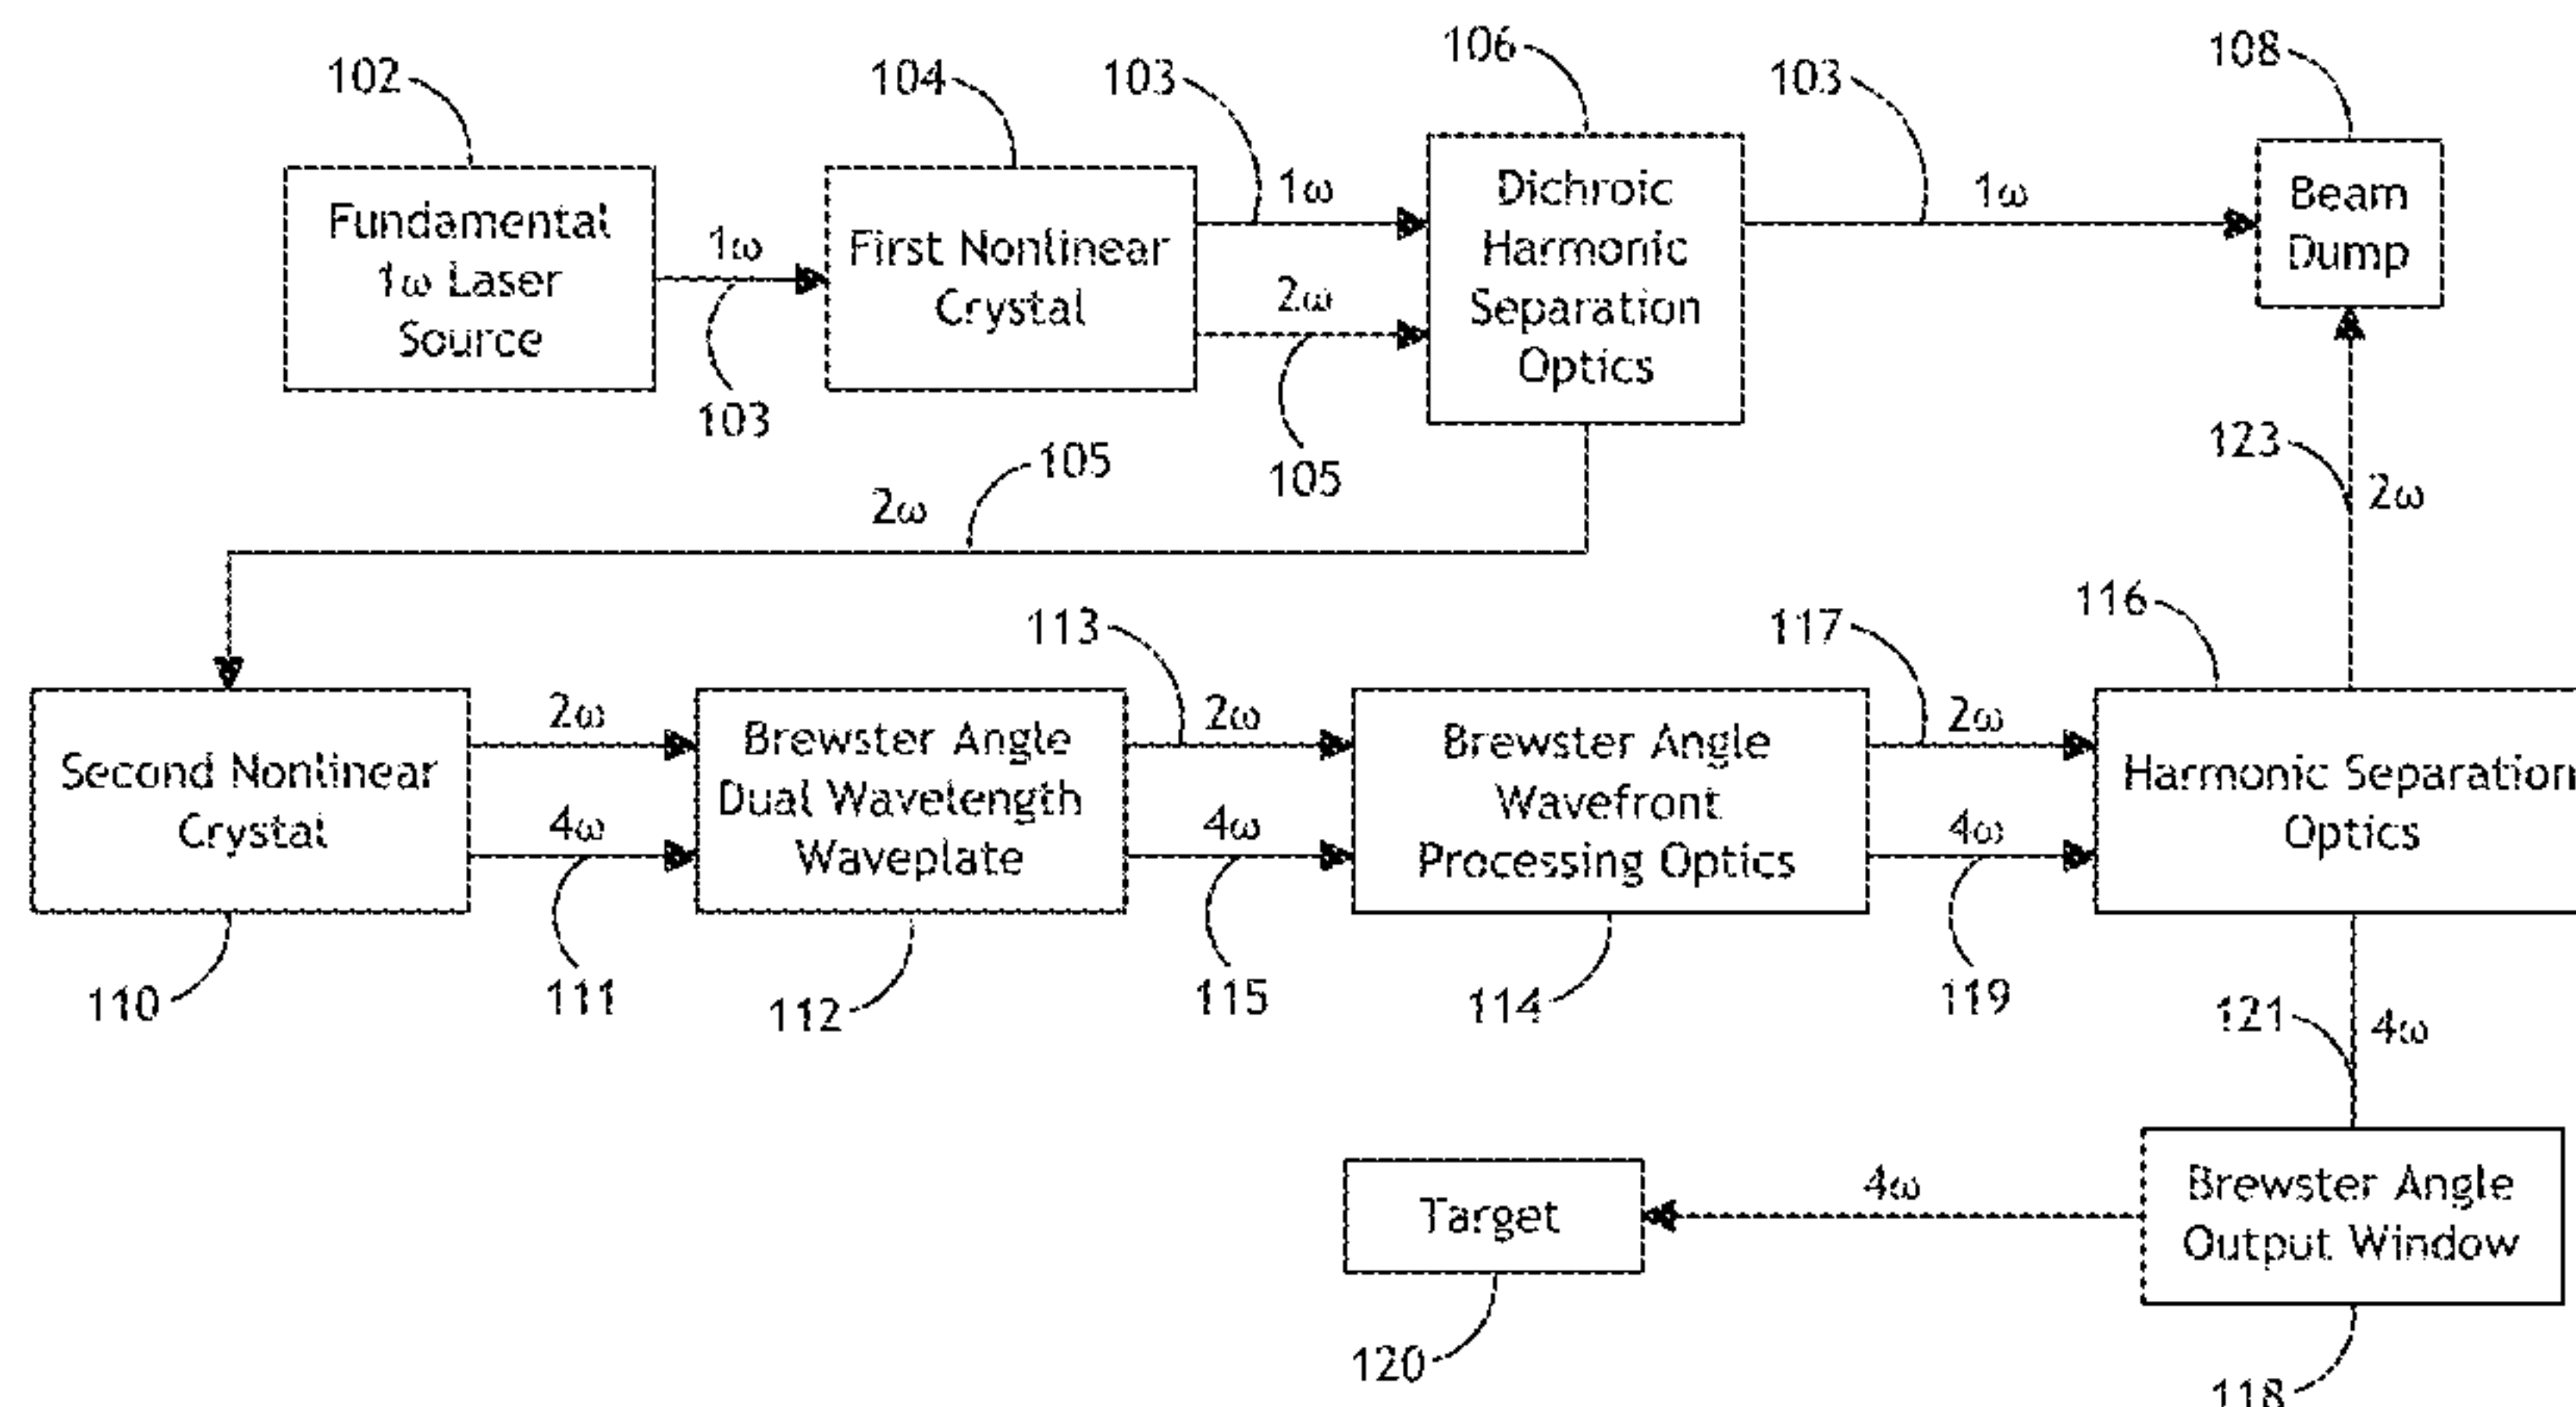 102
104
103
106
103
108
Fundamental
1ω Laser
Source
1ω
103
First Nonlinear
Crystal
1ω
2ω
105
Dichroic
Harmonic
Separation
Optics
1ω
Beam
Dump
105
2ω
123
2ω
113
117
116
Second Nonlinear
Crystal
2ω
4ω
Brewster Angle
Dual Wavelength
Waveplate
2ω
4ω
Brewster Angle
Wavefront
Processing Optics
2ω
4ω
Harmonic Separation
Optics
110
111
112
115
114
119
121
4ω
Target
4ω
Brewster Angle
Output Window
120
118